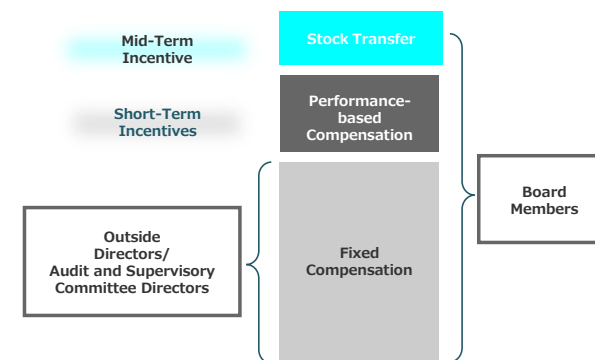 Mid-Term
Incentive
Stock Transfer
Short-Term
Incentives
Performance-
based
Compensation
Board
Members
Outside
Directors/
Audit and Supervisory
Committee Directors
Fixed
Compensation